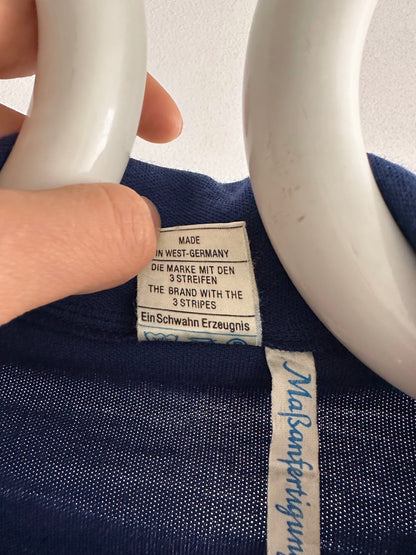 MADE
IN WEST-GERMANY
DIE MARKE MIT DEN
3 STREIFEN
THE BRAND WITH THE
3 STRIPES
Ein Schwahn Erzeugnis
Maßanfertigung